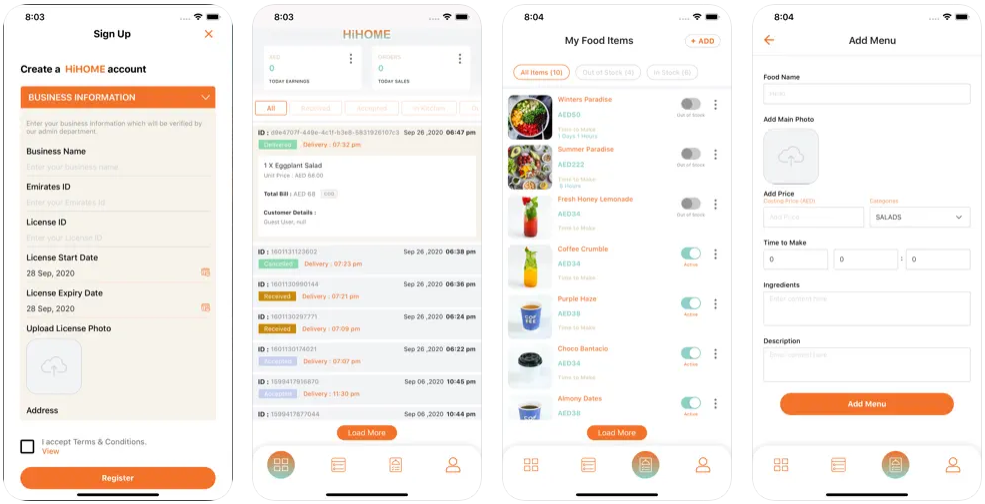 8:03
Sign Up
Create a HiHOME account
BUSINESS INFORMATION
Enter your business information which will be verified by
our admin department.
Business Name
Enter your business name
Emirates ID
Enter your Emirates Id
License ID
Enter your License ID
License Start Date
28 Sep, 2020
License Expiry Date
28 Sep, 2020
Upload License Photo
Address
I accept Terms & Conditions.
View
Register
8:03
HiHOME
AED
0
TODAY EARNINGS
ORDERS
0
TODAY SALES
All
Received
Accepted
ID : d9e4707f-449e-4c1f-b3e8-5831926107c3 Sep 26 ,2020 06:47 pm
Delivered Delivery : 07:32 pm
1 X Eggplant Salad
Unit Price : AED 68.00
Total Bill : AED 68
Customer Details :
Guest User, null
ID : 1601131123603 Sep 26 ,2020 06:38 pm
Cancelled Delivery : 07:23 pm
ID : 1601130960144 Sep 26 ,2020 06:36 pm
Received Delivery : 07:21 pm
ID : 1601130297771 Sep 26 ,2020 06:24 pm
Received Delivery : 07:09 pm
ID : 1601130174021 Sep 26 ,2020 06:22 pm
Accepted Delivery : 07:07 pm
ID : 1599417916870 Sep 06 ,2020 10:45 pm
Accepted Delivery : 11:30 pm
ID : 1599417877044 Sep 06 ,2020 10:44 pm
Load More
8:04
My Food Items
+ ADD
All Items (10)
Out of Stock (4)
In Stock (6)
Winters Paradise
AED50
Time to Make
1 Days 1 Hours
Out of Stock
Summer Paradise
AED222
Time to Make
5 Hours
Out of Stock
Fresh Honey Lemonade
AED34
Time to Make
Out of Stock
Coffee Crumble
AED34
Time to Make
Active
Purple Haze
AED38
Time to Make
Active
Choco Bentacio
AED34
Time to Make
Active
Almony Dates
AED38
Active
COF
FEE
COF
Load More
8:04
Add Menu
Food Name
Add Main Photo
Add Price
Costing Price (AED)
Add Price
Categories
SALADS
Time to Make
0
0
:
0
Ingredients
Enter content here
Description
Enter content here
Add Menu